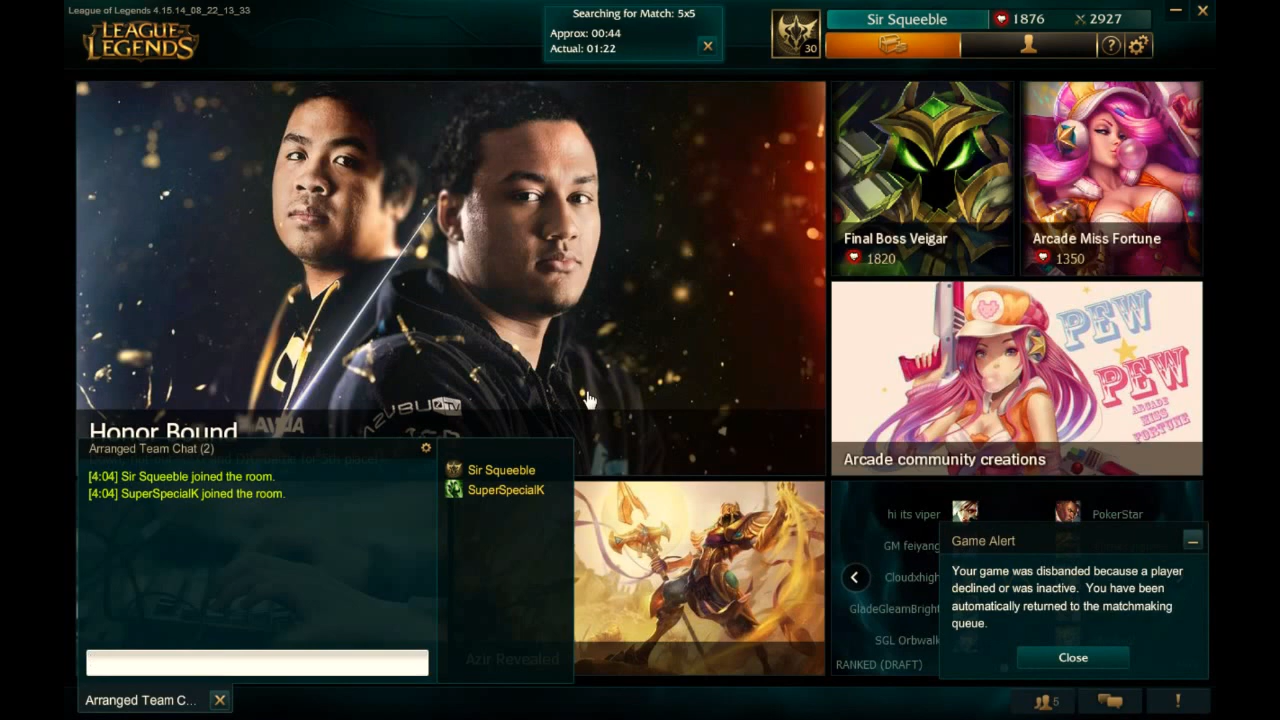 League of Legends 4.15.14_08_22_13_33
LEAGUE
OF
LEGENDS
Searching for Match: 5x5
Approx: 00:44
Actual: 01:22
30
Sir Squeeble
1876
2927
?
Final Boss Veigar
1820
Arcade Miss Fortune
1350
PEW
PEW
ARCADE
MISS
FORTUNE
Arcade community creations
Honor Bound
Arranged Team Chat (2)
[4:04] Sir Squeeble joined the room.
[4:04] SuperSpecialK joined the room.
Sir Squeeble
SuperSpecialK
Azir Revealed
hi its viper
PokerStar
GM feiyang
Cloudxhigh
GladeGleamBright
SGL Orbwalk
RANKED (DRAFT)
Game Alert
Your game was disbanded because a player
declined or was inactive. You have been
automatically returned to the matchmaking
queue.
Close
Arranged Team C...
5
!